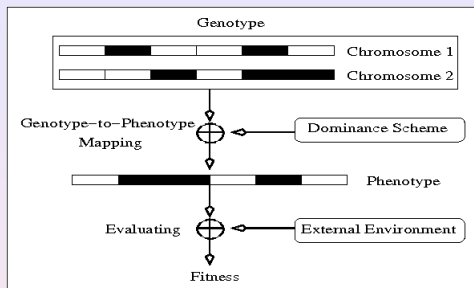 Genotype
Chromosome 1
Chromosome 2
Genotype-to-Phenotype
Mapping
Dominance Scheme
Phenotype
Evaluating
External Environment
Fitness